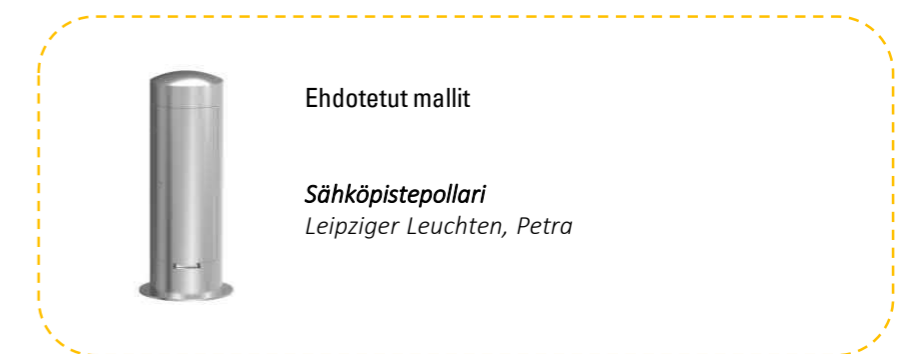 Ehdotetut mallit
Sähköpistepollari
Leipziger Leuchten, Petra